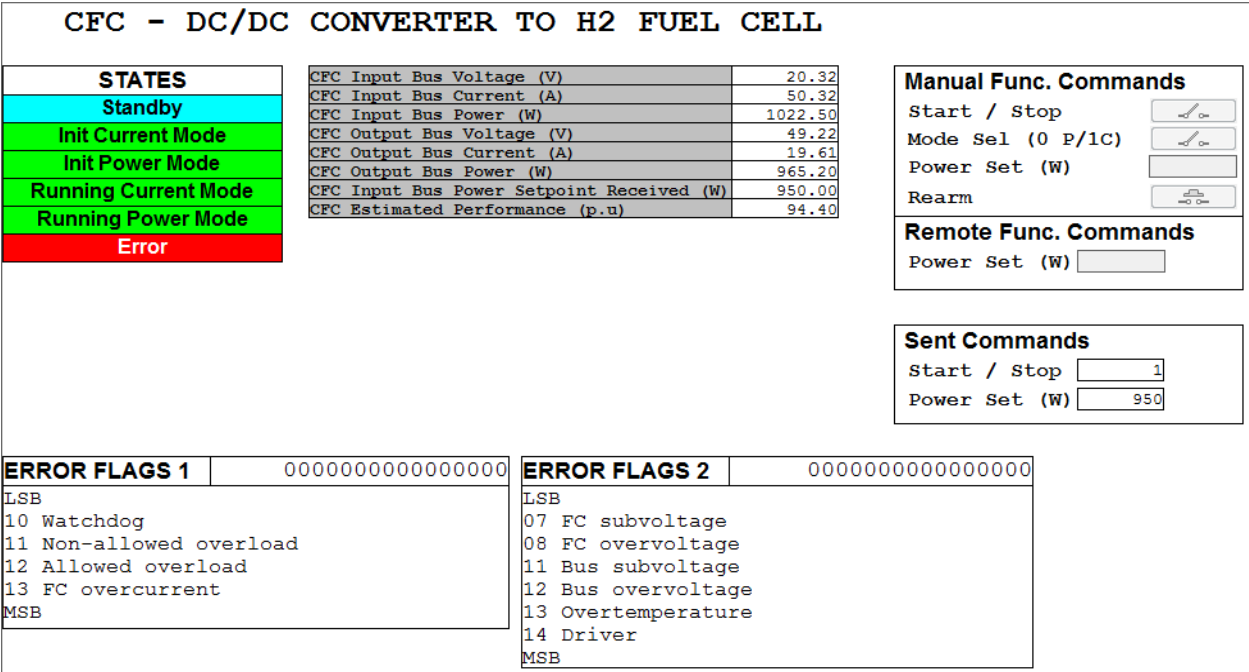 CFC - DC/DC CONVERTER TO H2 FUEL CELL
STATES
Standby
Init Current Mode
Init Power Mode
Running Current Mode
Running Power Mode
Error
CFC Input Bus Voltage (V) 20.32
CFC Input Bus Current (A) 50.32
CFC Input Bus Power (W) 1022.50
CFC Output Bus Voltage (V) 49.22
CFC Output Bus Current (A) 19.61
CFC Output Bus Power (W) 965.20
CFC Input Bus Power Setpoint Received (W) 950.00
CFC Estimated Performance (p.u) 94.40
Manual Func. Commands
Start / Stop
Mode Sel (0 P/1C)
Power Set (W)
Rearm
Remote Func. Commands
Power Set (W)
Sent Commands
Start / Stop 1
Power Set (W) 950
ERROR FLAGS 1 0000000000000000
LSB
10 Watchdog
11 Non-allowed overload
12 Allowed overload
13 FC overcurrent
MSB
ERROR FLAGS 2 0000000000000000
LSB
07 FC subvoltage
08 FC overvoltage
11 Bus subvoltage
12 Bus overvoltage
13 Overtemperature
14 Driver
MSB